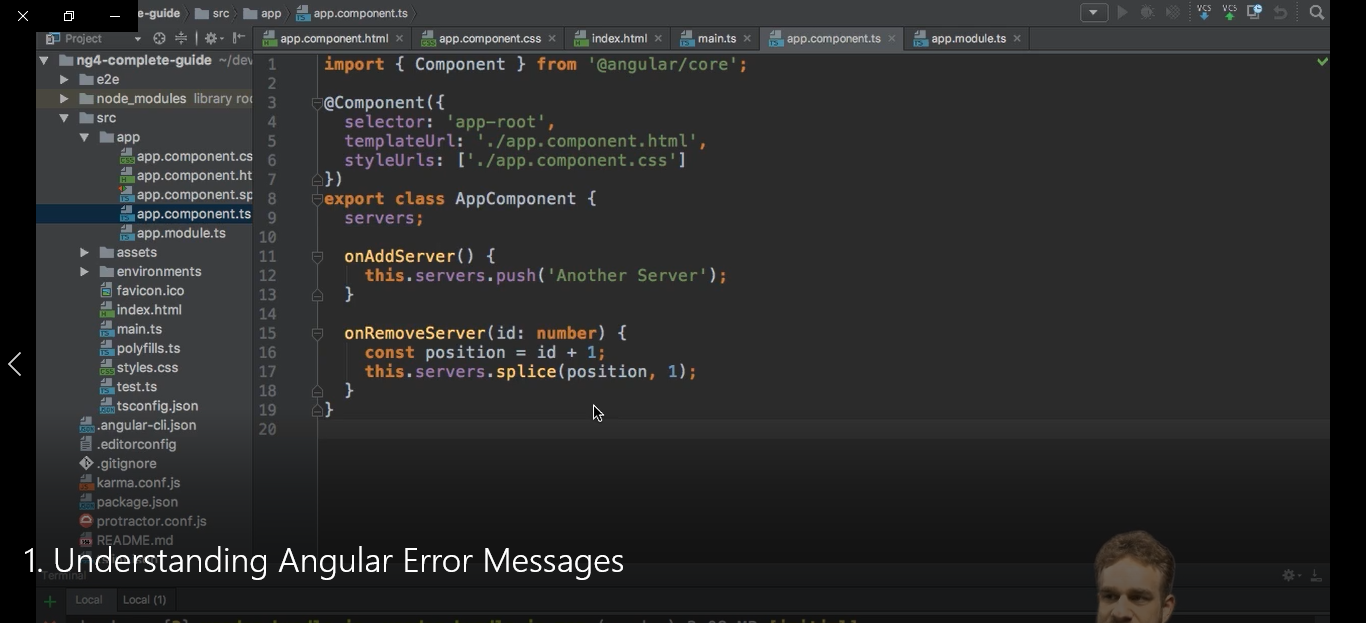 e-guide src app app.component.ts
VCS VCS
Project
app.component.html app.component.css index.html main.ts app.component.ts app.module.ts
ng4-complete-guide ~/dev
e2e
node_modules library roo
src
app
app.component.cs
app.component.ht
app.component.sp
app.component.ts
app.module.ts
assets
environments
favicon.ico
index.html
main.ts
polyfills.ts
styles.css
test.ts
tsconfig.json
.angular-cli.json
.editorconfig
.gitignore
karma.conf.js
package.json
protractor.conf.js
README.md
1 import { Component } from '@angular/core';
2
3 @Component({
4 selector: 'app-root',
5 templateUrl: './app.component.html',
6 styleUrls: ['./app.component.css']
7 })
8 export class AppComponent {
9 servers;
10
11 onAddServer() {
12 this.servers.push('Another Server');
13 }
14
15 onRemoveServer(id: number) {
16 const position = id + 1;
17 this.servers.splice(position, 1);
18 }
19 }
20
1. Understanding Angular Error Messages
Terminal
Local Local (1)